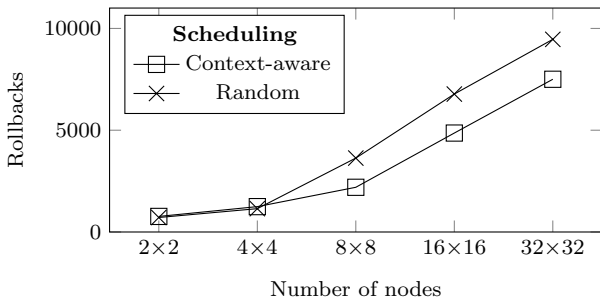 10000
5000
0
Rollbacks
Scheduling
Context-aware
Random
2×2 4×4 8×8 16×16 32×32
Number of nodes